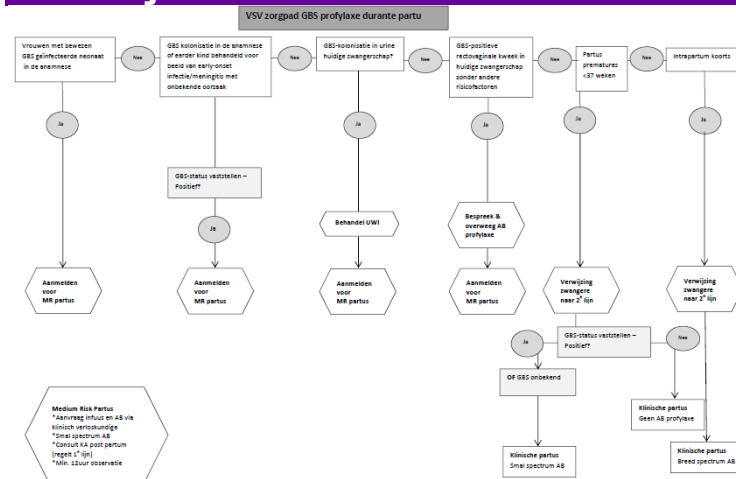 VSV zorgpad GBS profylaxe durante partu
Vrouwen met bewezen
GBS geïnfecteerde neonaat
in de anamnese
Nee
GBS kolonisatie in de anamnese
of eerder kind behandeld voor
beeld van early-onset
infectie/meningitis met
onbekende oorzaak
Nee
GBS-kolonisatie in urine
huidige zwangerschap?
Nee
GBS-positieve
rectovaginale kweek in
huidige zwangerschap
zonder andere
risicofactoren
Nee
Partus
prematures
<37 weken
Nee
Intrapartum koorts
Ja
Ja
Ja
Ja
Ja
GBS-status vaststellen –
Positief?
Ja
Behandel UWI
Bespreek &
overweeg AB
profylaxe
Aanmelden
voor
MR partus
Aanmelden
voor
MR partus
Aanmelden
voor
MR partus
Aanmelden
voor
MR partus
Verwijzing
zwangere
naar 2e lijn
Verwijzing
zwangere
naar 2e lijn
Ja
GBS-status vaststellen –
Positief?
Nee
OF GBS onbekend
Klinische partus
Geen AB profylaxe
Klinische partus
Smal spectrum AB
Klinische partus
Breed spectrum AB
Medium Risk Partus
*Aanvraag infuus en AB via
klinisch verloskundige
*Smal spectrum AB
*Consult KA post partum
(regelt 1e lijn)
*Min. 12uur observatie